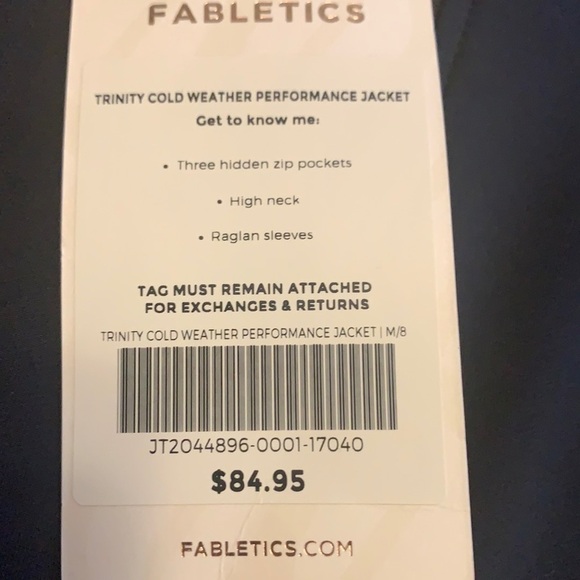 FABLETICS
TRINITY COLD WEATHER PERFORMANCE JACKET
Get to know me:
• Three hidden zip pockets
• High neck
• Raglan sleeves
TAG MUST REMAIN ATTACHED
FOR EXCHANGES & RETURNS
TRINITY COLD WEATHER PERFORMANCE JACKET | M/8
JT2044896-0001-17040
$84.95
FABLETICS.COM